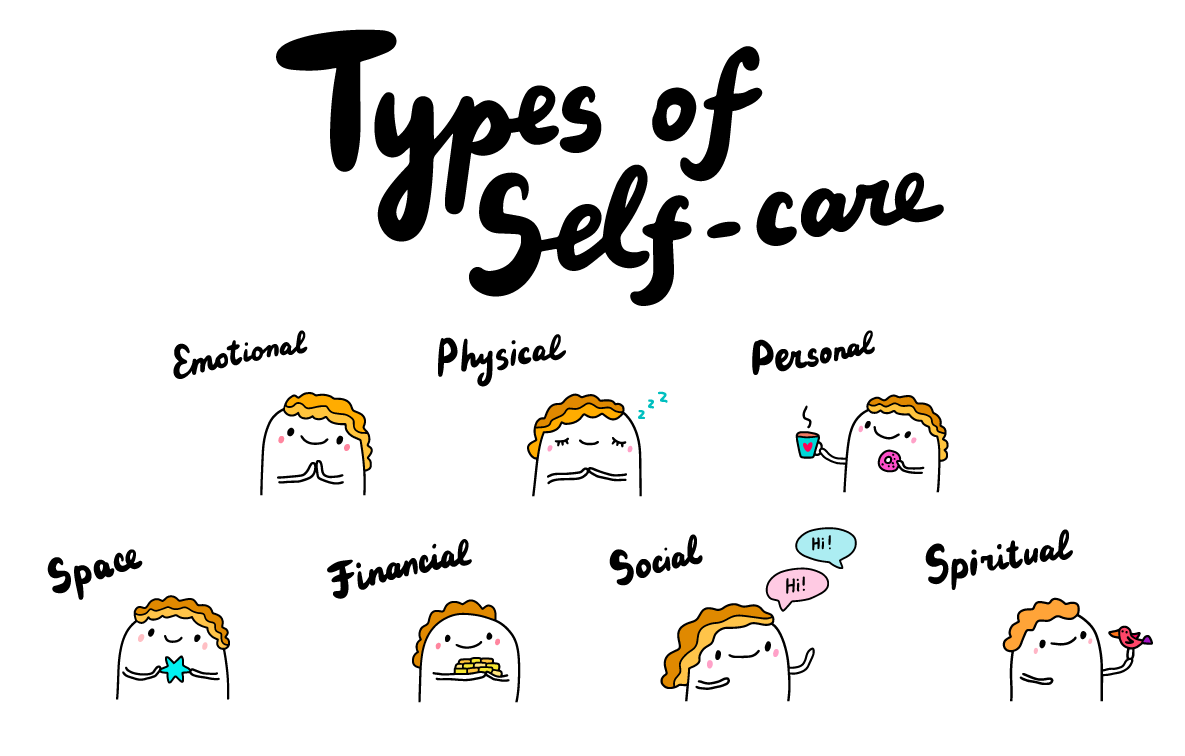 Types of
Self-care
Emotional
Physical
z z z
Personal
Space
Financial
Social
Hi!
Hi!
Spiritual